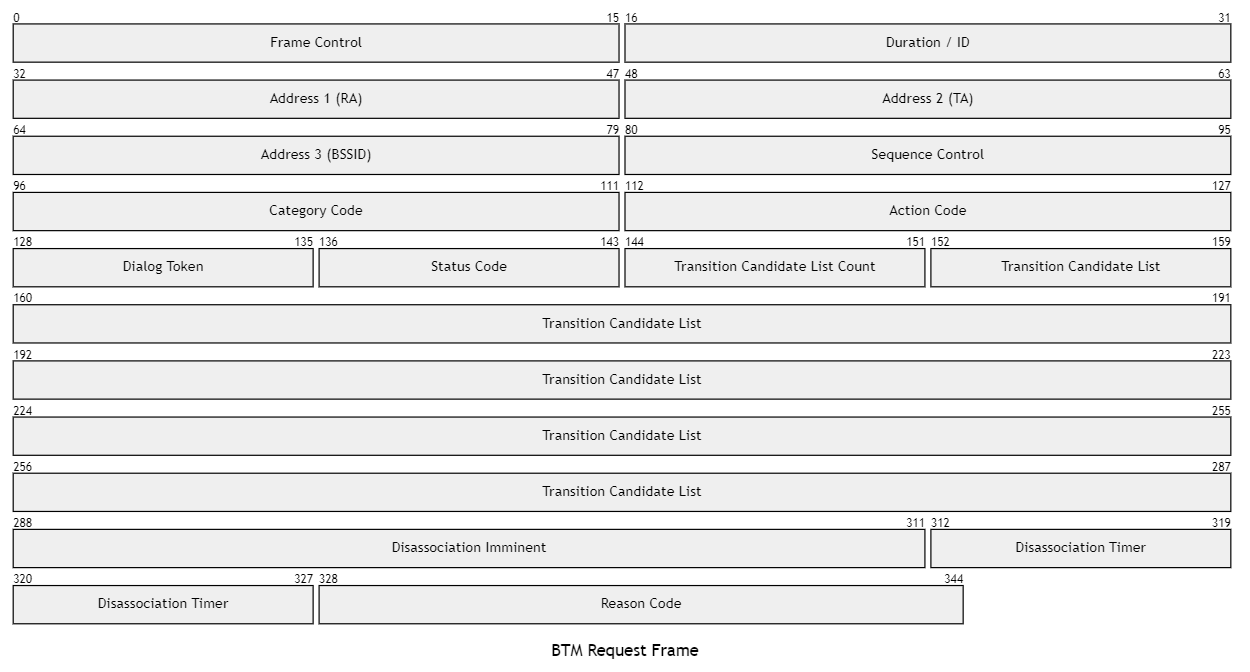 0 15 16 31
Frame Control Duration / ID
32 47 48 63
Address 1 (RA) Address 2 (TA)
64 79 80 95
Address 3 (BSSID) Sequence Control
96 111 112 127
Category Code Action Code
128 135 136 143 144 151 152 159
Dialog Token Status Code Transition Candidate List Count Transition Candidate List
160 191
Transition Candidate List
192 223
Transition Candidate List
224 255
Transition Candidate List
256 287
Transition Candidate List
288 311 312 319
Disassociation Imminent Disassociation Timer
320 327 328 344
Disassociation Timer Reason Code
BTM Request Frame